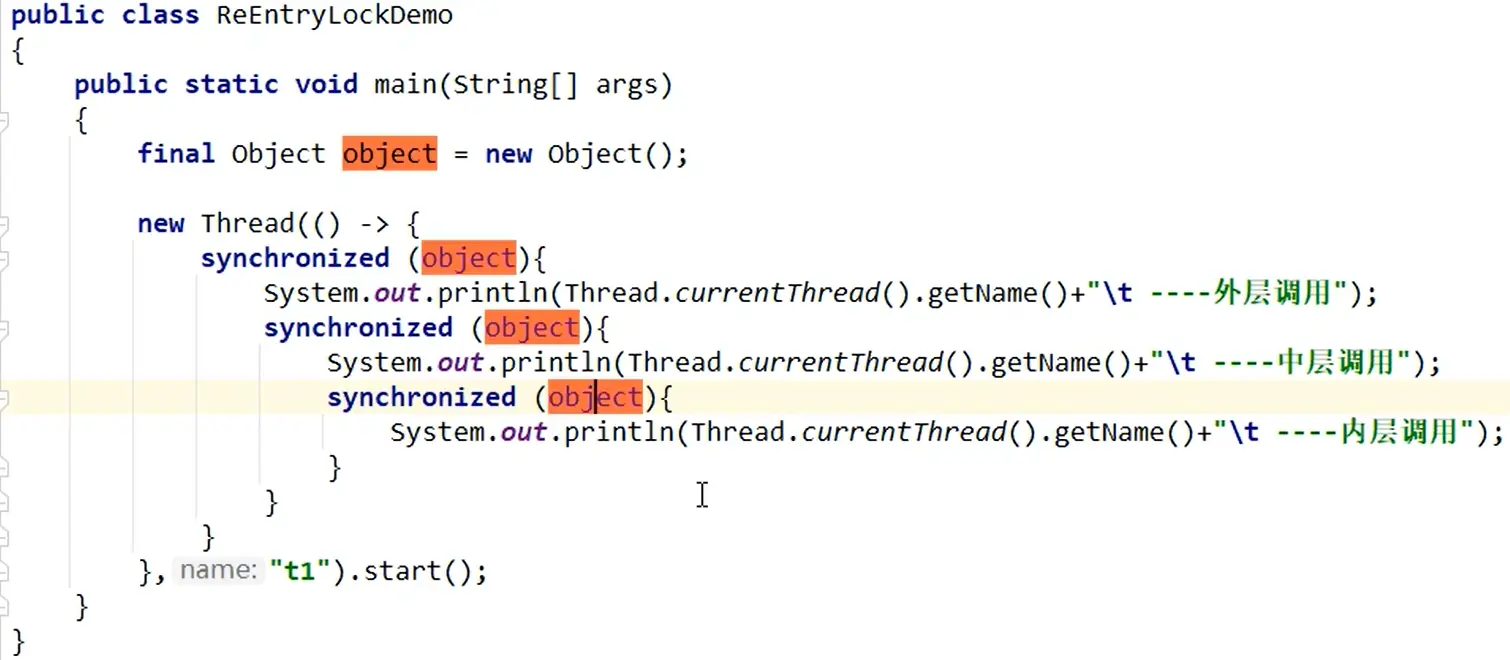 public class ReEntryLockDemo
{
    public static void main(String[] args)
    {
        final Object object = new Object();
        new Thread(() -> {
            synchronized (object){
                System.out.println(Thread.currentThread().getName()+"\t ----外层调用");
                synchronized (object){
                    System.out.println(Thread.currentThread().getName()+"\t ----中层调用");
                    synchronized (object){
                        System.out.println(Thread.currentThread().getName()+"\t ----内层调用");
                    }
                }
            }
        }, name: "t1").start();
    }
}